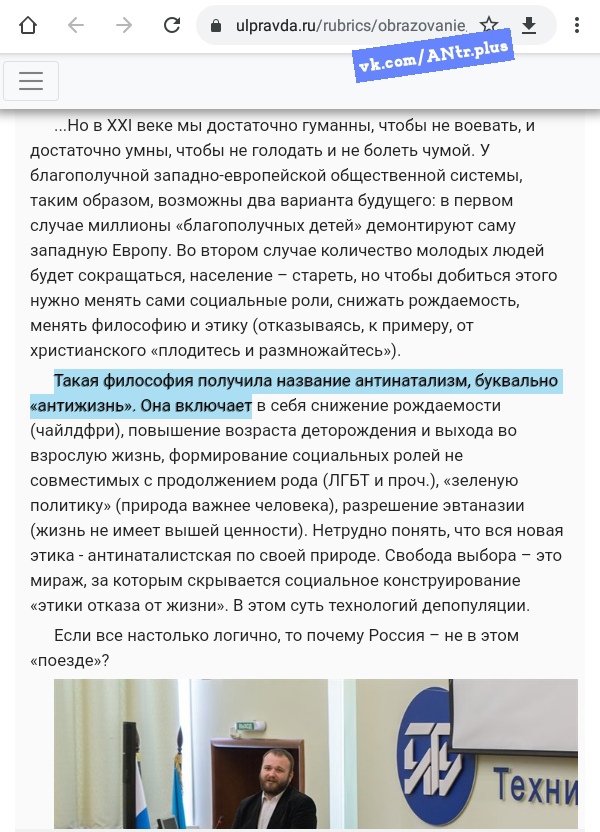 ulpravda.ru/rubrics/obrazovanie
vk.com/ANtr.plus
...Но в XXI веке мы достаточно гуманны, чтобы не воевать, и
достаточно умны, чтобы не голодать и не болеть чумой. У
благополучной западно-европейской общественной системы,
таким образом, возможны два варианта будущего: в первом
случае миллионы «благополучных детей» демонтируют саму
западную Европу. Во втором случае количество молодых людей
будет сокращаться, население – стареть, но чтобы добиться этого
нужно менять сами социальные роли, снижать рождаемость,
менять философию и этику (отказываясь, к примеру, от
христианского «плодитесь и размножайтесь»).
Такая философия получила название антинатализм, буквально
«антижизнь». Она включает в себя снижение рождаемости
(чайлдфри), повышение возраста деторождения и выхода во
взрослую жизнь, формирование социальных ролей не
совместимых с продолжением рода (ЛГБТ и проч.), «зеленую
политику» (природа важнее человека), разрешение эвтаназии
(жизнь не имеет вышей ценности). Нетрудно понять, что вся новая
этика - антинаталистская по своей природе. Свобода выбора – это
мираж, за которым скрывается социальное конструирование
«этики отказа от жизни». В этом суть технологий депопуляции.
Если все настолько логично, то почему Россия – не в этом
«поезде»?
ВЫХОД
Техни